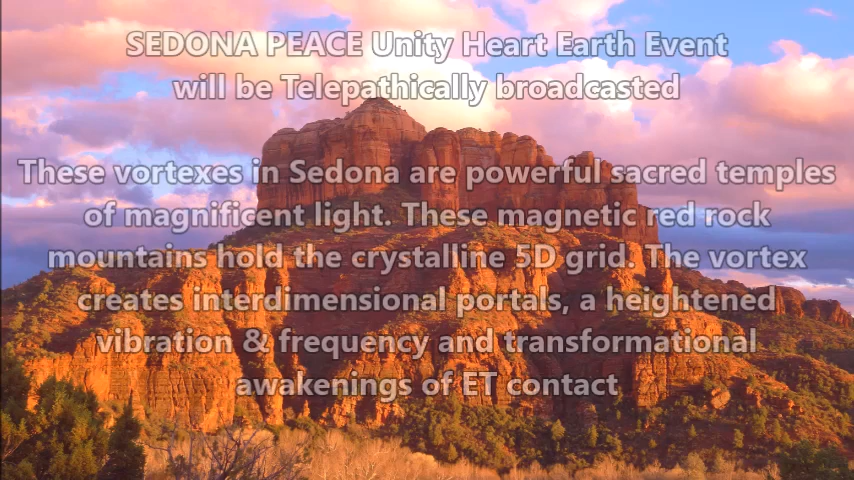 SEDONA PEACE Unity Heart Earth Event
will be Telepathically broadcasted
These vortexes in Sedona are powerful sacred temples
of magnificent light. These magnetic red rock
mountains hold the crystalline 5D grid. The vortex
creates interdimensional portals, a heightened
vibration & frequency and transformational
awakenings of ET contact